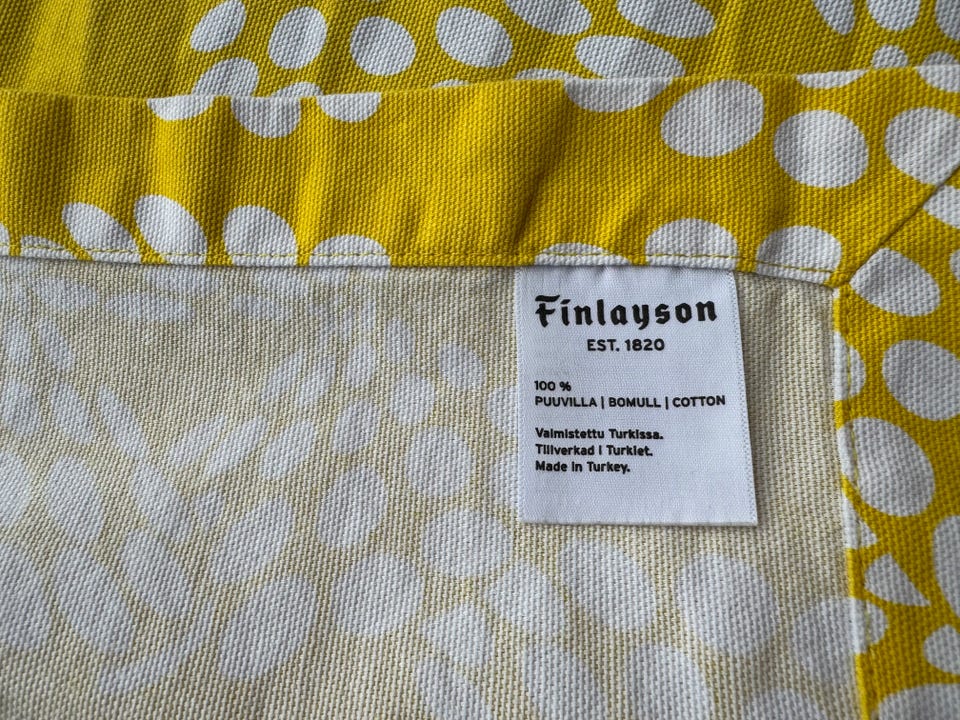 Finlayson
EST. 1820
100 %
PUUVILLA | BOMULL | COTTON
Valmistettu Turkissa.
Tillverkad i Turkiet.
Made in Turkey.